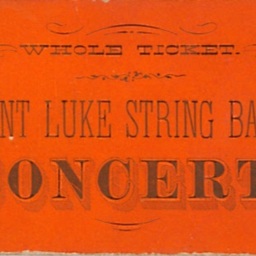 WHOLE TICKET.
NT LUKE STRING BA
ONCERT